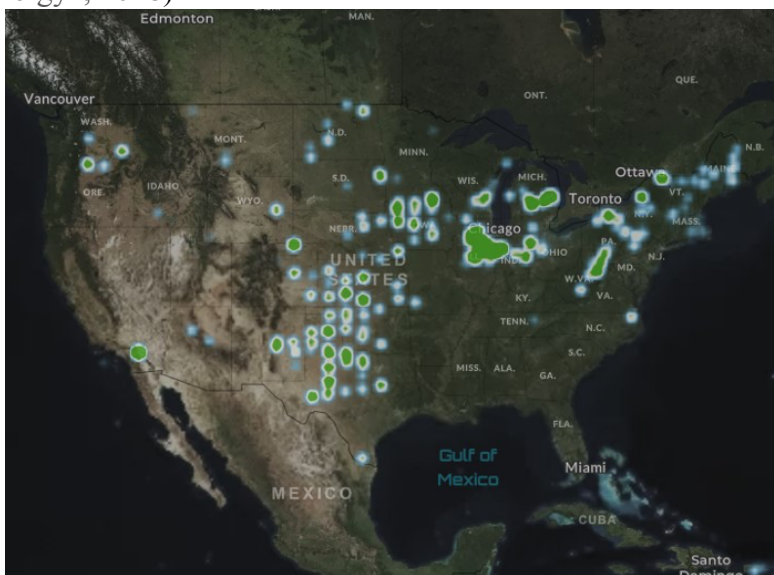 Edmonton
MAN.
Vancouver
ONT.
QUE.
WASH.
N.D.
MONT.
MINN.
N.B.
S.D.
WIS.
MICH.
Ottawa
MAINE
ORE.
IDAHO
WYO.
Toronto
VT.
N.Y.
MASS.
NEBR.
Chicago
PA.
UNITED
STATES
IND.
OHIO
N.J.
W.VA.
MD.
KY.
VA.
TENN.
N.C.
MISS.
ALA.
S.C.
GA.
FLA.
Gulf of
Mexico
Miami
MEXICO
CUBA
Santo
Domingo